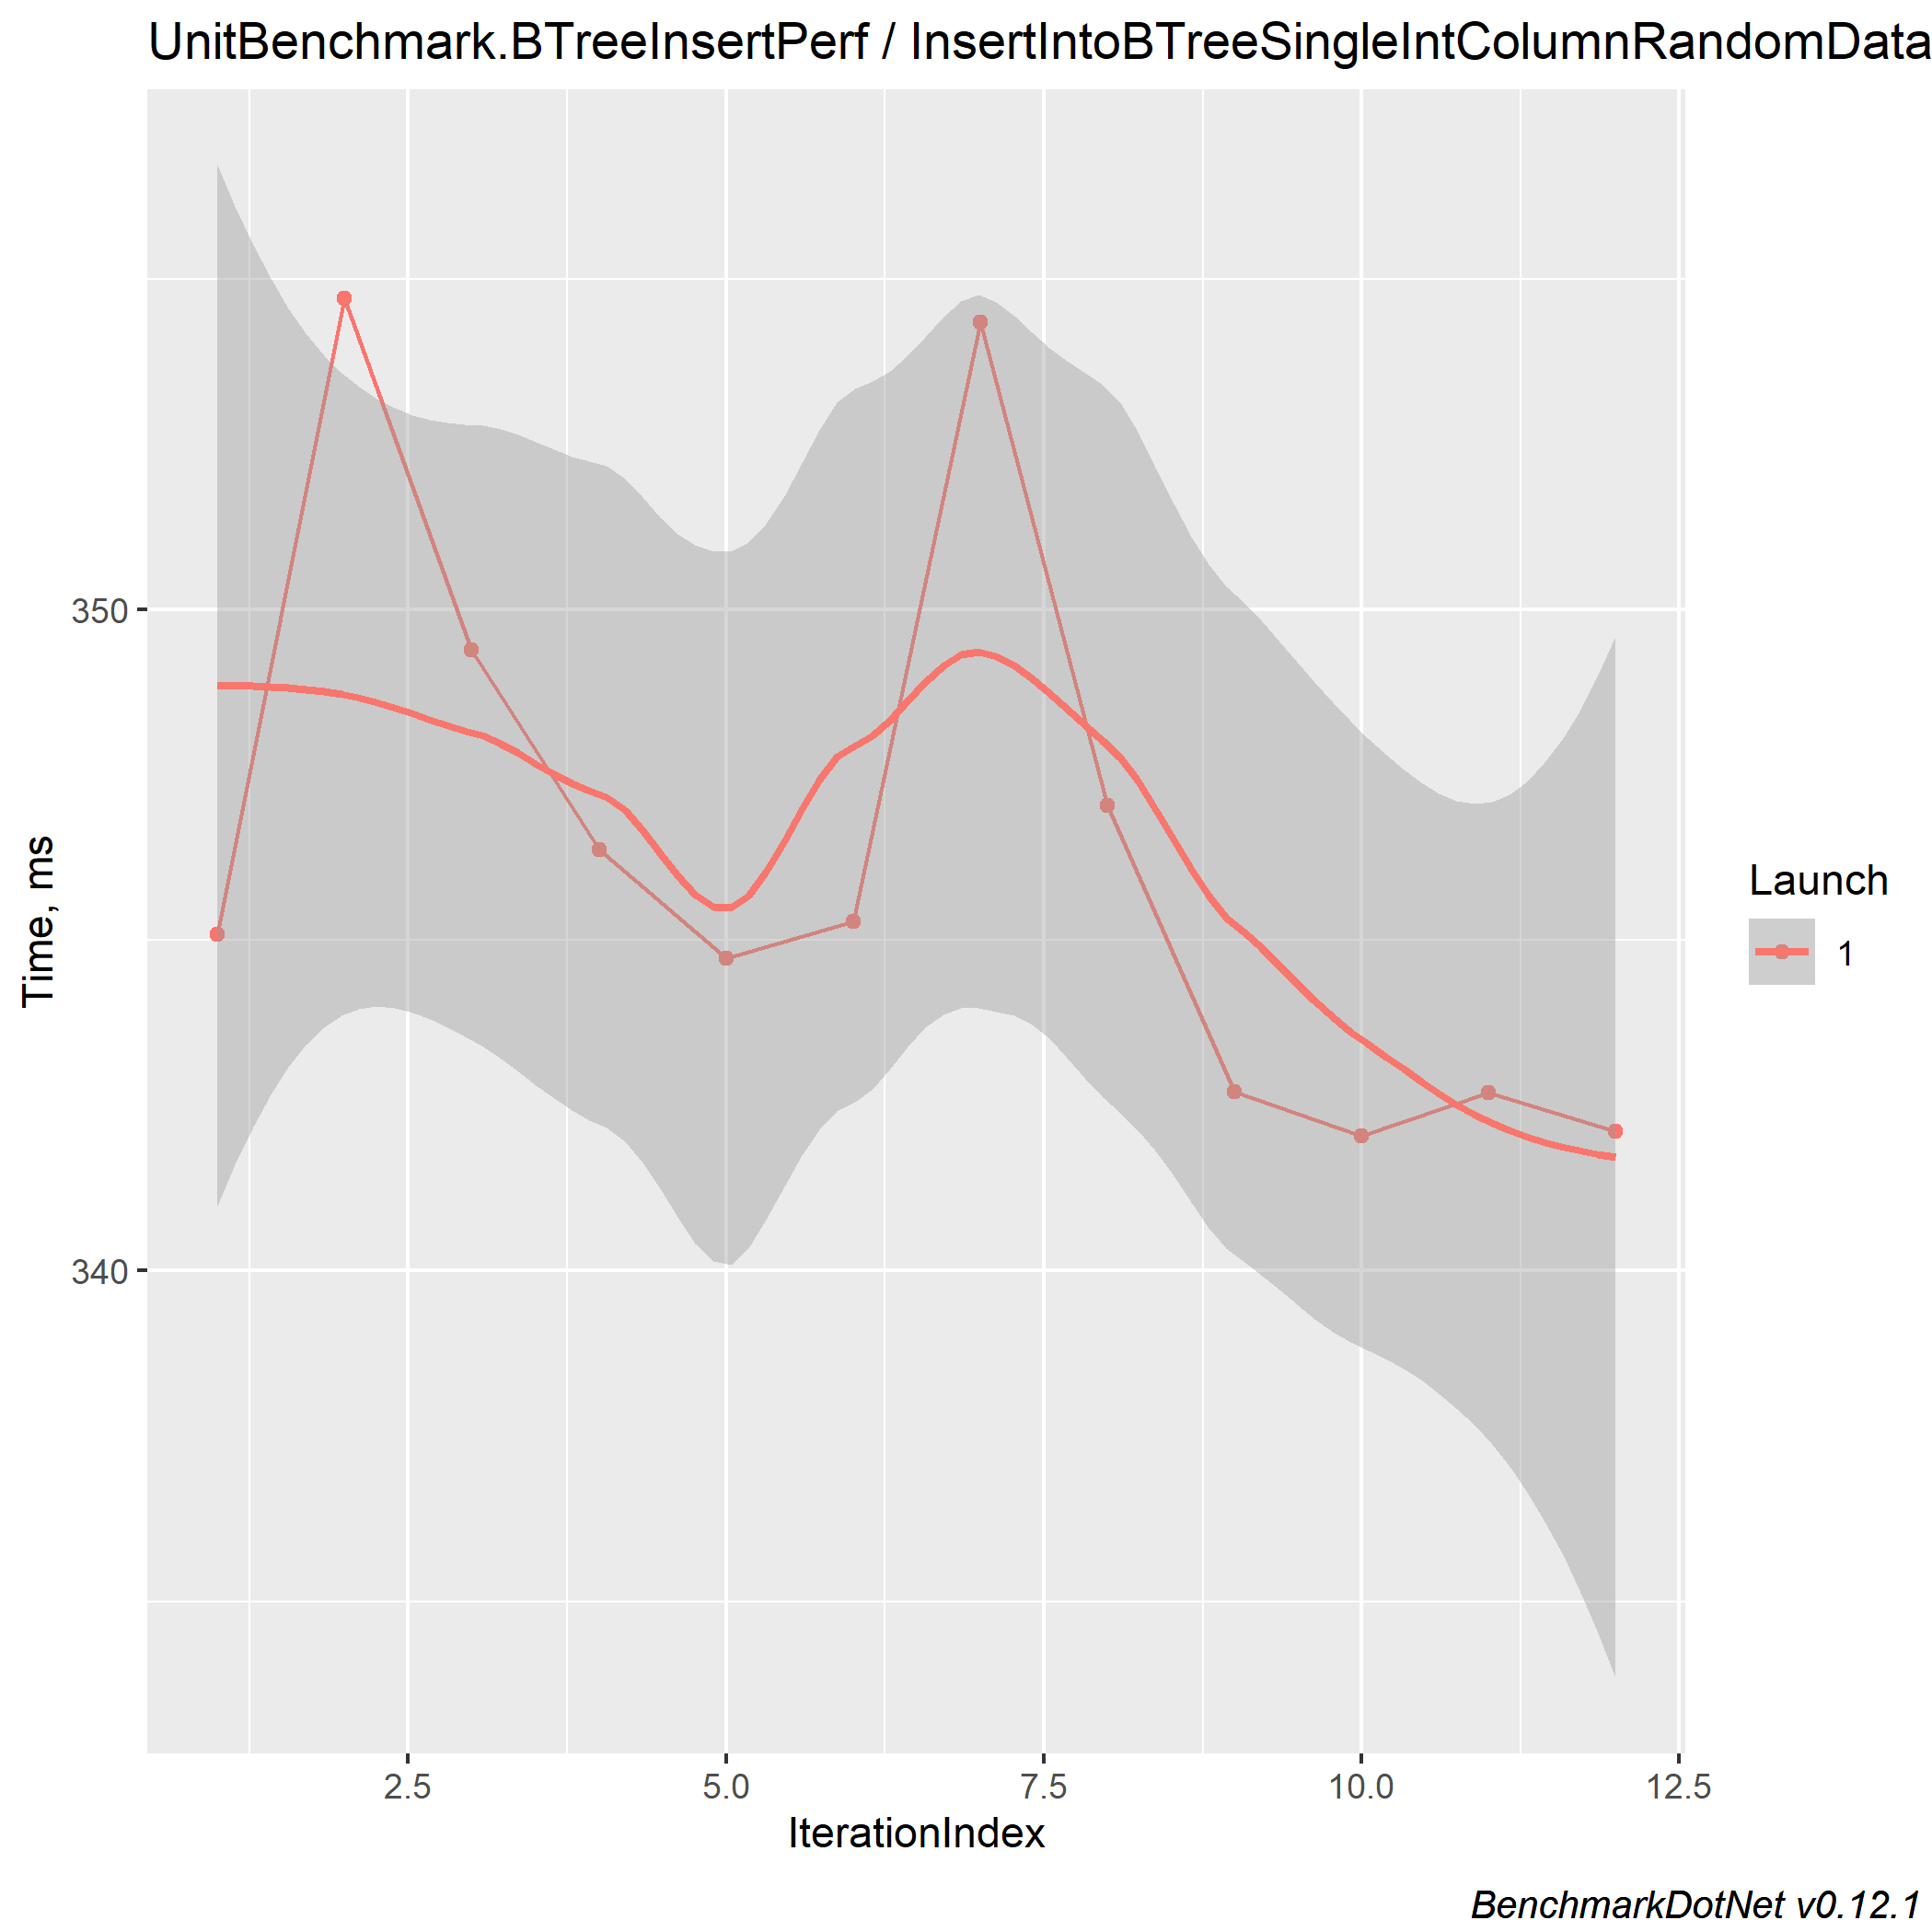 UnitBenchmark.BTreeInsertPerf / InsertIntoBTreeSingleIntColumnRandomData
Time, ms
350
340
2.5 5.0 7.5 10.0 12.5
IterationIndex
Launch
1
BenchmarkDotNet v0.12.1